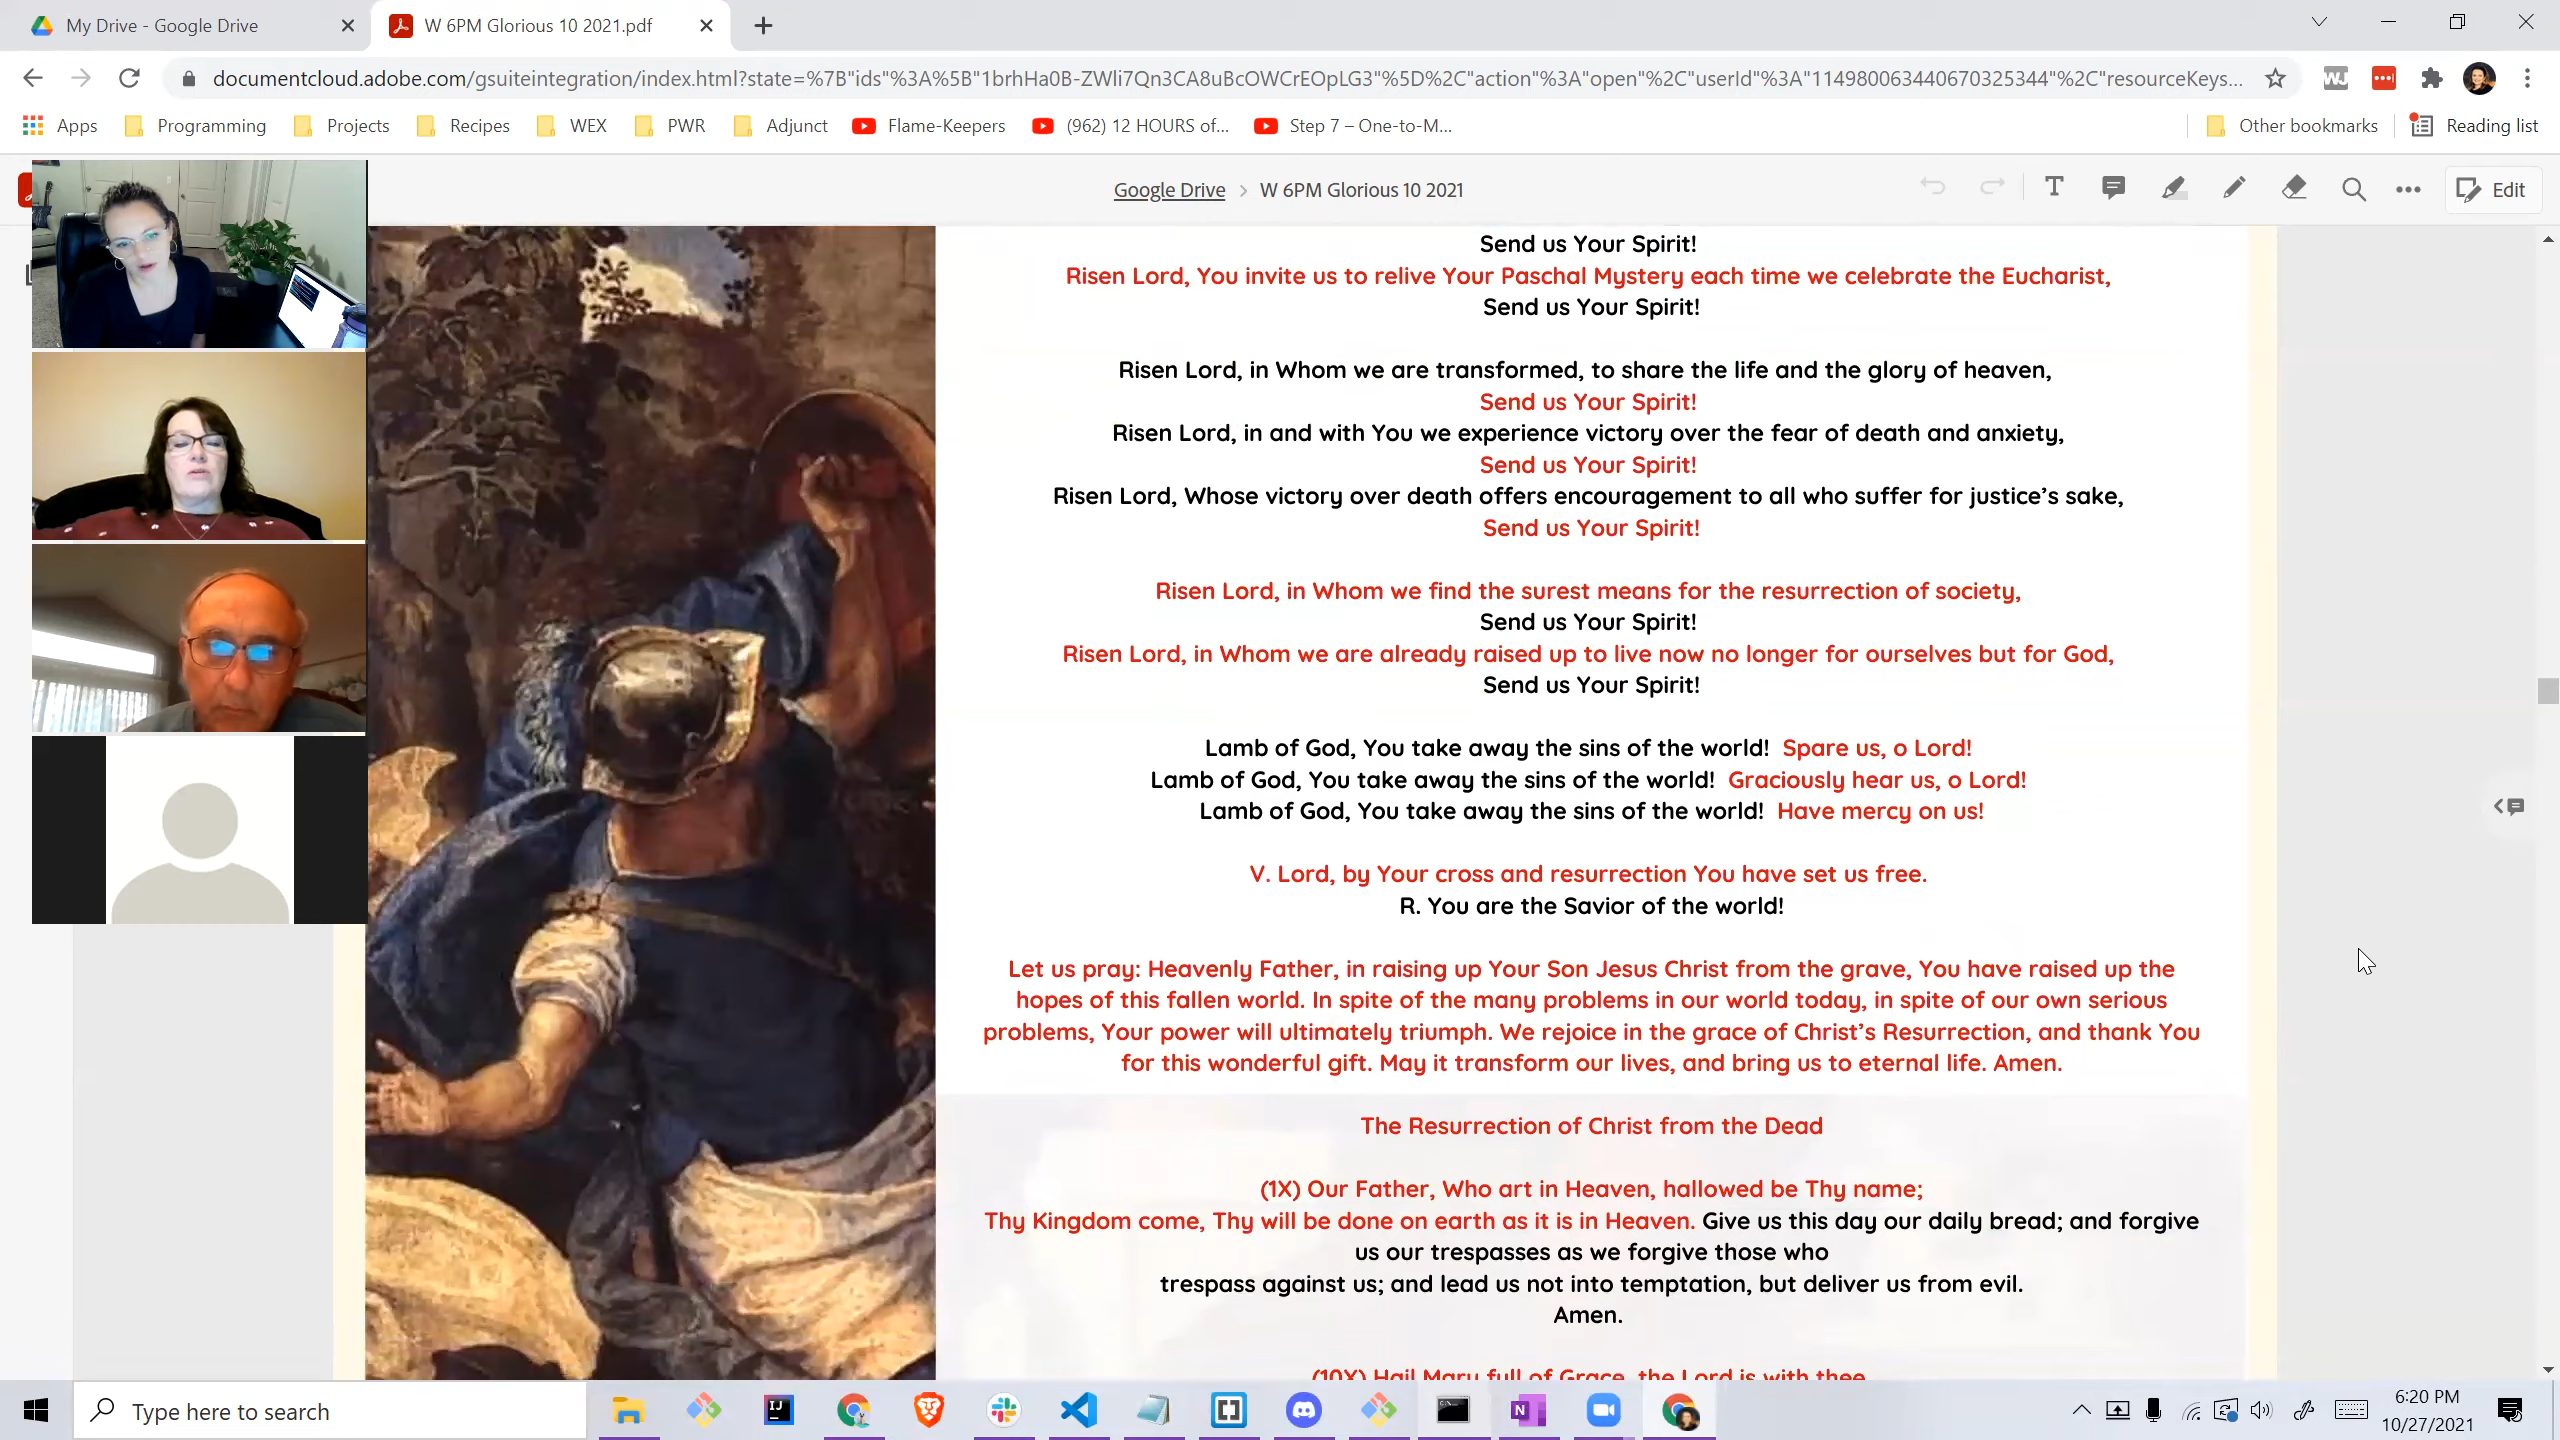 My Drive - Google Drive
W 6PM Glorious 10 2021.pdf
documentcloud.adobe.com/gsuiteintegration/index.html?state=%7B"ids"%3A%5B"1brhHa0B-ZWli7Qn3CA8uBcOWCrEOpLG3"%5D%2C"action"%3A"open"%2C"userId"%3A"114980063440670325344"%2C"resourceKeys...
Apps
Programming
Projects
Recipes
WEX
PWR
Adjunct
Flame-Keepers
(962) 12 HOURS of...
Step 7 – One-to-M...
Other bookmarks
Reading list
Google Drive > W 6PM Glorious 10 2021
Edit
Send us Your Spirit!
Risen Lord, You invite us to relive Your Paschal Mystery each time we celebrate the Eucharist,
Send us Your Spirit!
Risen Lord, in Whom we are transformed, to share the life and the glory of heaven,
Send us Your Spirit!
Risen Lord, in and with You we experience victory over the fear of death and anxiety,
Send us Your Spirit!
Risen Lord, Whose victory over death offers encouragement to all who suffer for justice's sake,
Send us Your Spirit!
Risen Lord, in Whom we find the surest means for the resurrection of society,
Send us Your Spirit!
Risen Lord, in Whom we are already raised up to live now no longer for ourselves but for God,
Send us Your Spirit!
Lamb of God, You take away the sins of the world! Spare us, o Lord!
Lamb of God, You take away the sins of the world! Graciously hear us, o Lord!
Lamb of God, You take away the sins of the world! Have mercy on us!
V. Lord, by Your cross and resurrection You have set us free.
R. You are the Savior of the world!
Let us pray: Heavenly Father, in raising up Your Son Jesus Christ from the grave, You have raised up the
hopes of this fallen world. In spite of the many problems in our world today, in spite of our own serious
problems, Your power will ultimately triumph. We rejoice in the grace of Christ's Resurrection, and thank You
for this wonderful gift. May it transform our lives, and bring us to eternal life. Amen.
The Resurrection of Christ from the Dead
(1X) Our Father, Who art in Heaven, hallowed be Thy name;
Thy Kingdom come, Thy will be done on earth as it is in Heaven. Give us this day our daily bread; and forgive
us our trespasses as we forgive those who
trespass against us; and lead us not into temptation, but deliver us from evil.
Amen.
(10X) Hail Mary full of Grace, the Lord is with thee
Type here to search
6:20 PM
10/27/2021